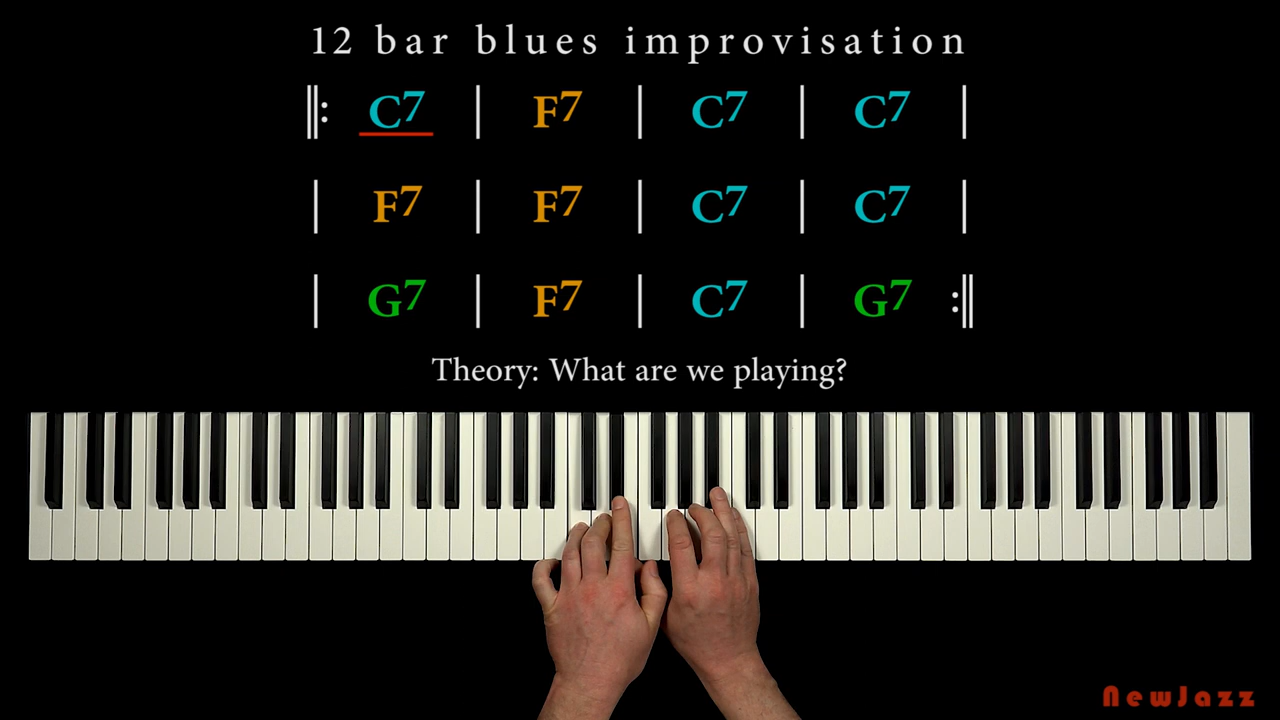 12 bar blues improvisation
‖: C7 | F7 | C7 | C7 |
| F7 | F7 | C7 | C7 |
| G7 | F7 | C7 | G7 :‖
Theory: What are we playing?
NewJazz